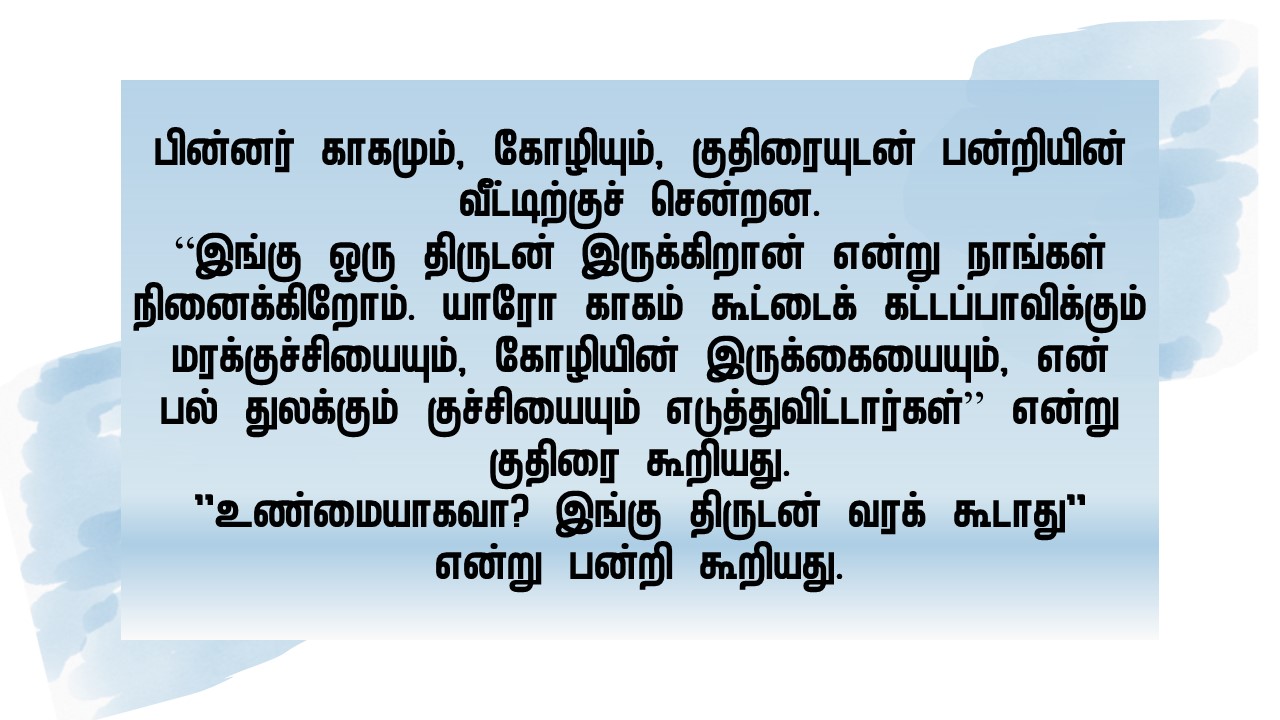 பின்னர் காகமும், கோழியும், குதிரையுடன் பன்றியின்
வீட்டிற்குச் சென்றன.
“இங்கு ஒரு திருடன் இருக்கிறான் என்று நாங்கள்
நினைக்கிறோம். யாரோ காகம் கூட்டைக் கட்டப்பாவிக்கும்
மரக்குச்சியையும், கோழியின் இருக்கையையும், என்
பல் துலக்கும் குச்சியையும் எடுத்துவிட்டார்கள்” என்று
குதிரை கூறியது.
”உண்மையாகவா? இங்கு திருடன் வரக் கூடாது”
என்று பன்றி கூறியது.